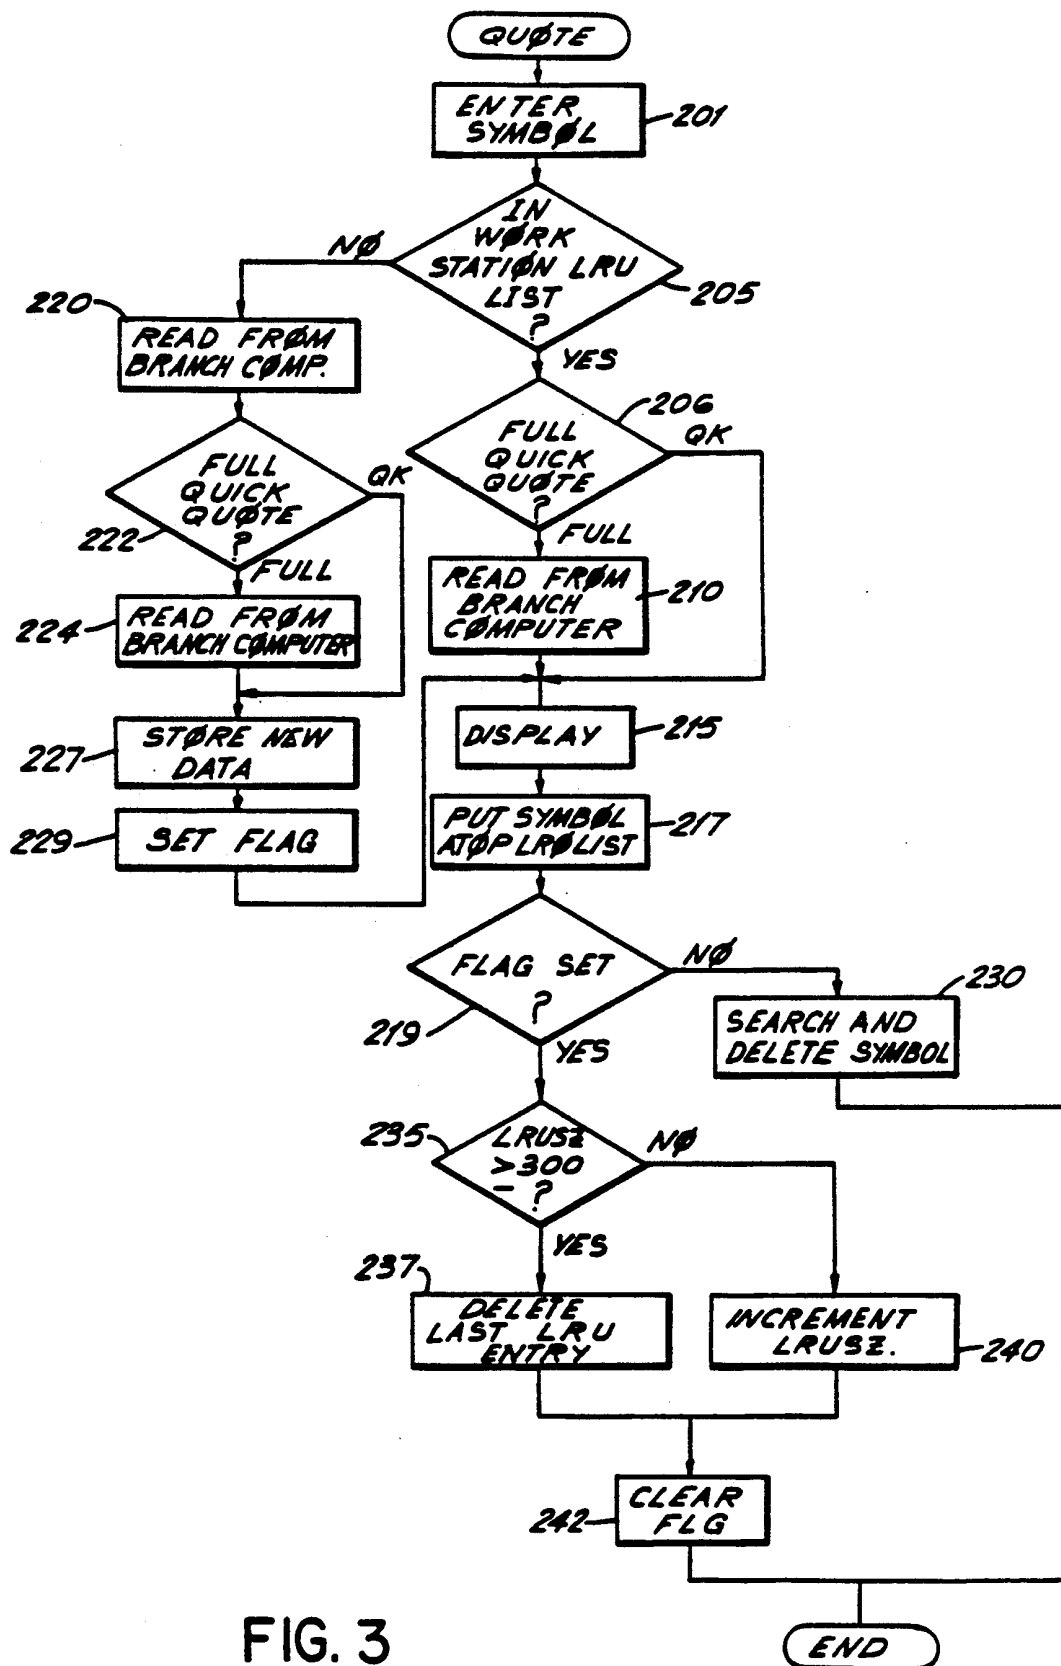 QUØTE
ENTER
SYMBØL
201
IN
WØRK
STATIØN LRU
LIST
?
205
NØ
YES
220
READ FRØM
BRANCH CØMP.
FULL
QUICK
QUØTE
?
206
QK
FULL
FULL
QUICK
QUØTE
?
222
QK
FULL
READ FRØM
BRANCH
CØMPUTER
210
224
READ FRØM
BRANCH CØMPUTER
227
STØRE NEW
DATA
DISPLAY
215
229
SET FLAG
PUT SYMBØL
ATØP LRØ LIST
217
FLAG SET
?
219
NØ
YES
230
SEARCH AND
DELETE SYMBOL
235
LRUSZ
>300
- ?
NØ
YES
237
DELETE
LAST LRU
ENTRY
INCREMENT
LRUSZ.
240
CLEAR
FLG
242
END
FIG. 3